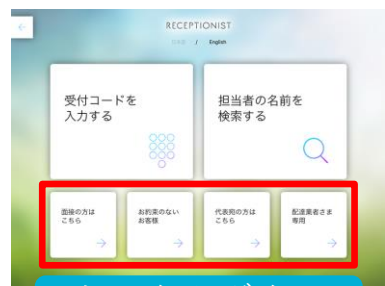 RECEPTIONIST
日本語 / English
受付コードを
入力する
担当者の名前を
検索する
面接の方は
こちら
お約束のない
お客様
代表宛の方は
こちら
配達業者さま
専用